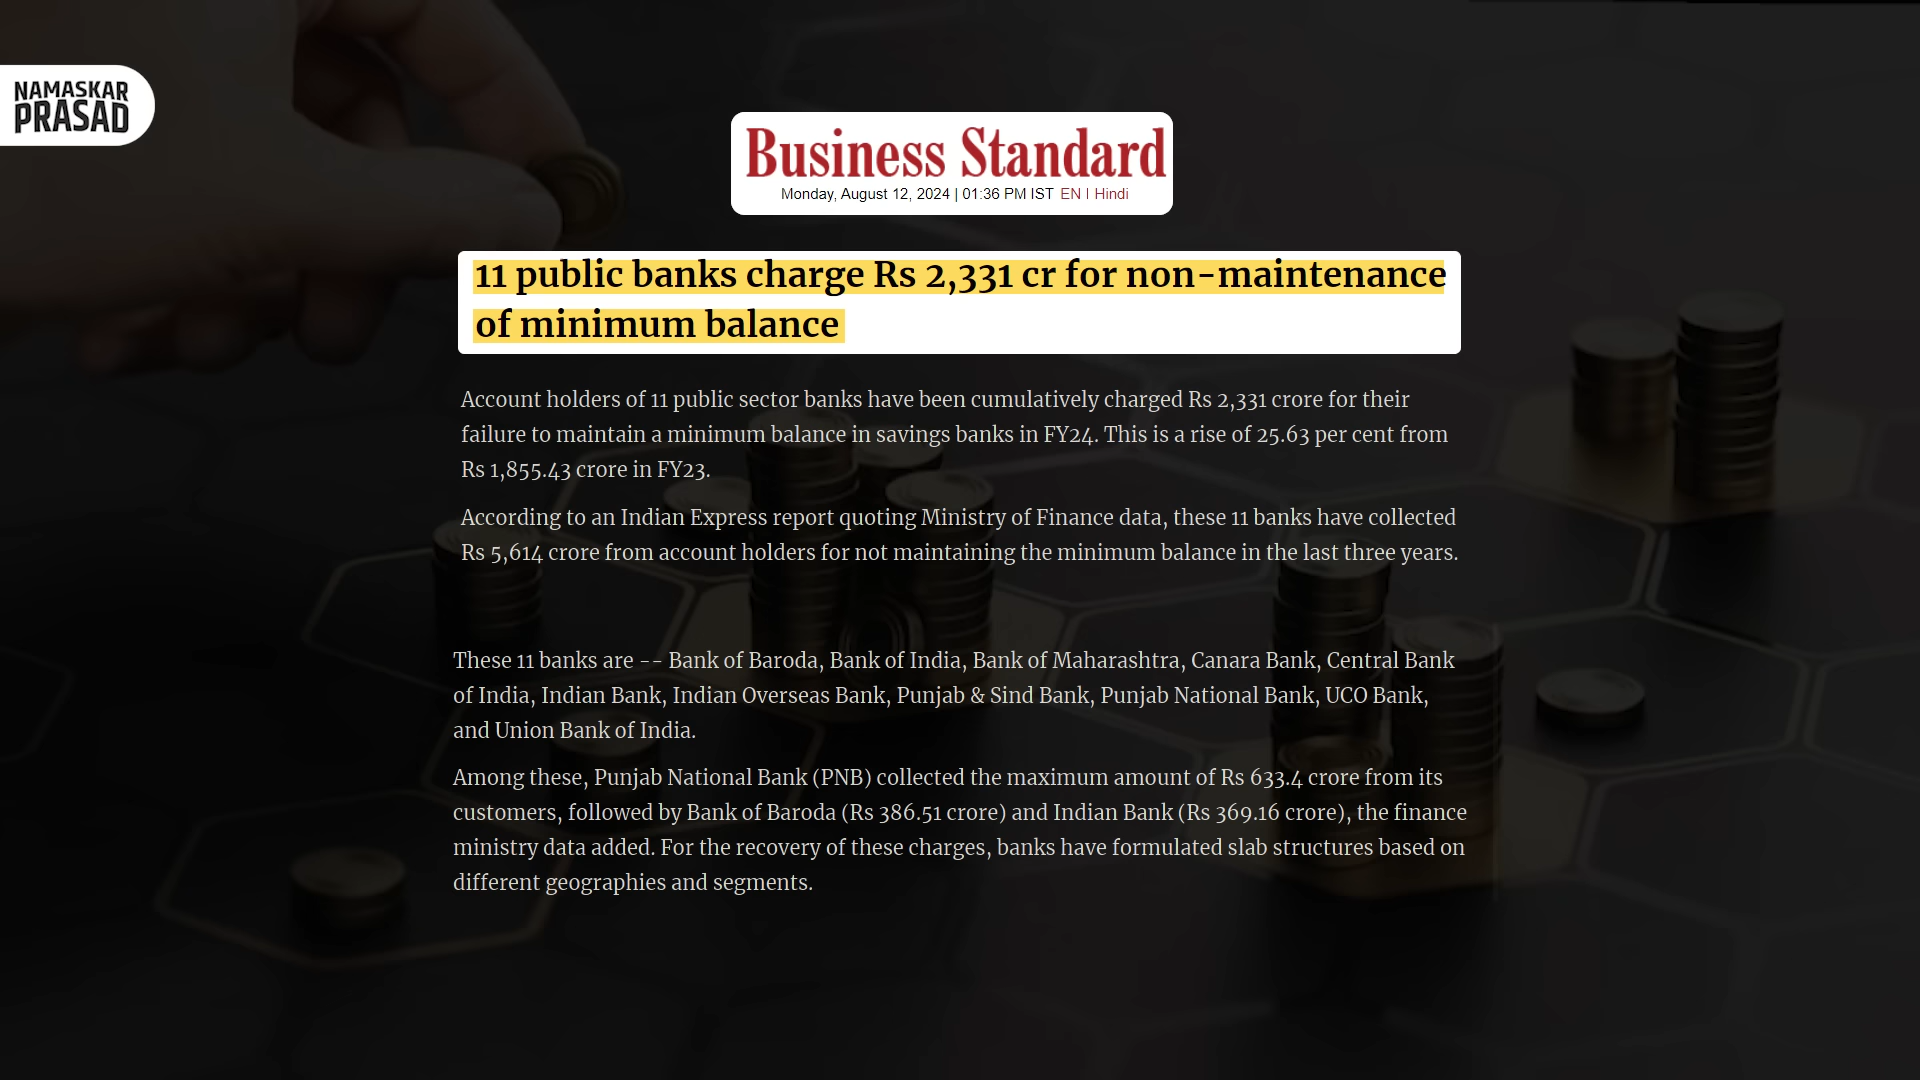 NAMASKAR
PRASAD
Business Standard
Monday, August 12, 2024 | 01:36 PM IST EN | Hindi
11 public banks charge Rs 2,331 cr for non-maintenance
of minimum balance
Account holders of 11 public sector banks have been cumulatively charged Rs 2,331 crore for their
failure to maintain a minimum balance in savings banks in FY24. This is a rise of 25.63 per cent from
Rs 1,855.43 crore in FY23.
According to an Indian Express report quoting Ministry of Finance data, these 11 banks have collected
Rs 5,614 crore from account holders for not maintaining the minimum balance in the last three years.
These 11 banks are -- Bank of Baroda, Bank of India, Bank of Maharashtra, Canara Bank, Central Bank
of India, Indian Bank, Indian Overseas Bank, Punjab & Sind Bank, Punjab National Bank, UCO Bank,
and Union Bank of India.
Among these, Punjab National Bank (PNB) collected the maximum amount of Rs 633.4 crore from its
customers, followed by Bank of Baroda (Rs 386.51 crore) and Indian Bank (Rs 369.16 crore), the finance
ministry data added. For the recovery of these charges, banks have formulated slab structures based on
different geographies and segments.